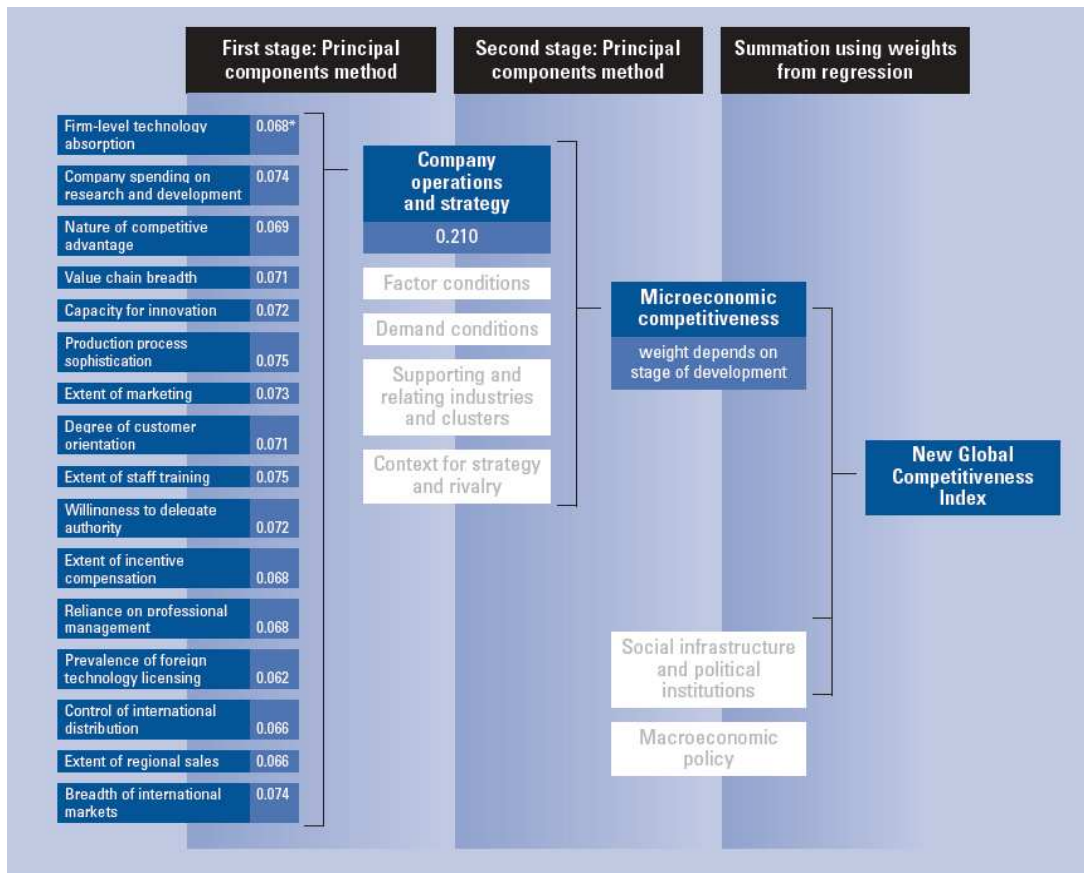 First stage: Principal
components method
Second stage: Principal
components method
Summation using weights
from regression
Firm-level technology
absorption
0.068*
Company spending on
research and development
0.074
Nature of competitive
advantage
0.069
Value chain breadth
0.071
Capacity for innovation
0.072
Production process
sophistication
0.075
Extent of marketing
0.073
Degree of customer
orientation
0.071
Extent of staff training
0.075
Willingness to delegate
authority
0.072
Extent of incentive
compensation
0.068
Reliance on professional
management
0.068
Prevalence of foreign
technology licensing
0.062
Control of international
distribution
0.066
Extent of regional sales
0.066
Breadth of international
markets
0.074
Company
operations
and strategy
0.210
Factor conditions
Demand conditions
Supporting and
relating industries
and clusters
Context for strategy
and rivalry
Microeconomic
competitiveness
weight depends on
stage of development
Social infrastructure
and political
institutions
Macroeconomic
policy
New Global
Competitiveness
Index